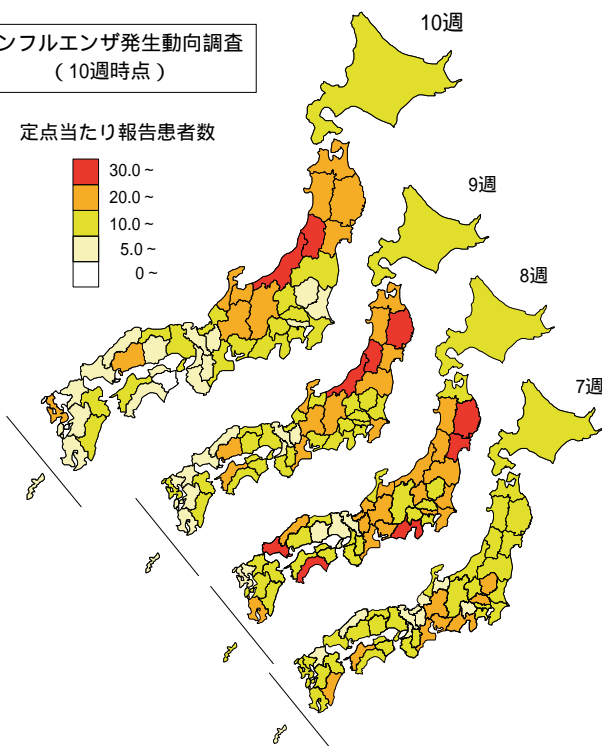 ンフルエンザ発生動向調査
(10週時点)
定点当たり報告患者数
30.0~
20.0~
10.0~
5.0~
0~
10週
9週
8週
7週